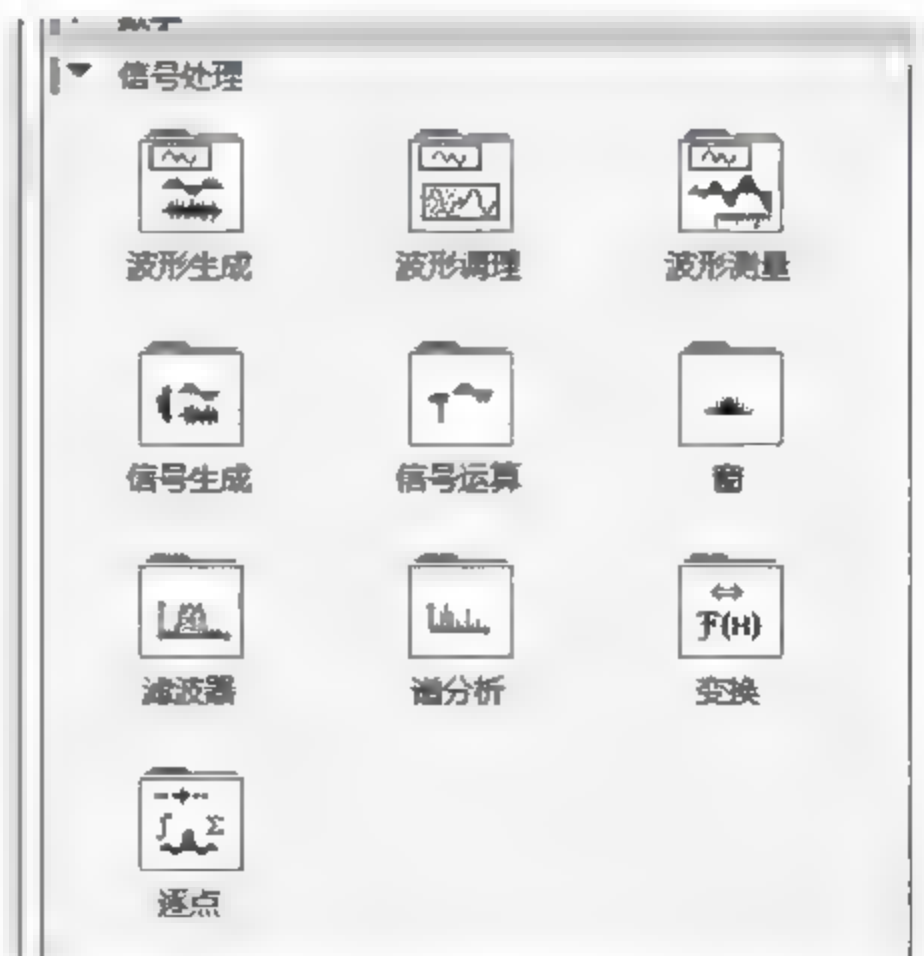 信号处理
波形生成 波形调理 波形测量
信号生成 信号运算 窗
滤波器 谱分析 变换
F(x)
逐点